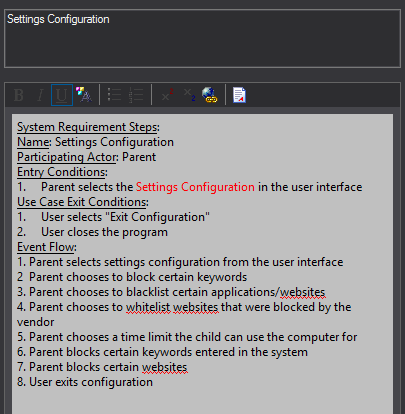 Settings Configuration
B I U
System Requirement Steps:
Name: Settings Configuration
Participating Actor: Parent
Entry Conditions:
1. Parent selects the Settings Configuration in the user interface
Use Case Exit Conditions:
1. User selects "Exit Configuration"
2. User closes the program
Event Flow:
1. Parent selects settings configuration from the user interface
2 Parent chooses to block certain keywords
3. Parent chooses to blacklist certain applications/websites
4. Parent chooses to whitelist websites that were blocked by the
vendor
5. Parent chooses a time limit the child can use the computer for
6. Parent blocks certain keywords entered in the system
7. Parent blocks certain websites
8. User exits configuration